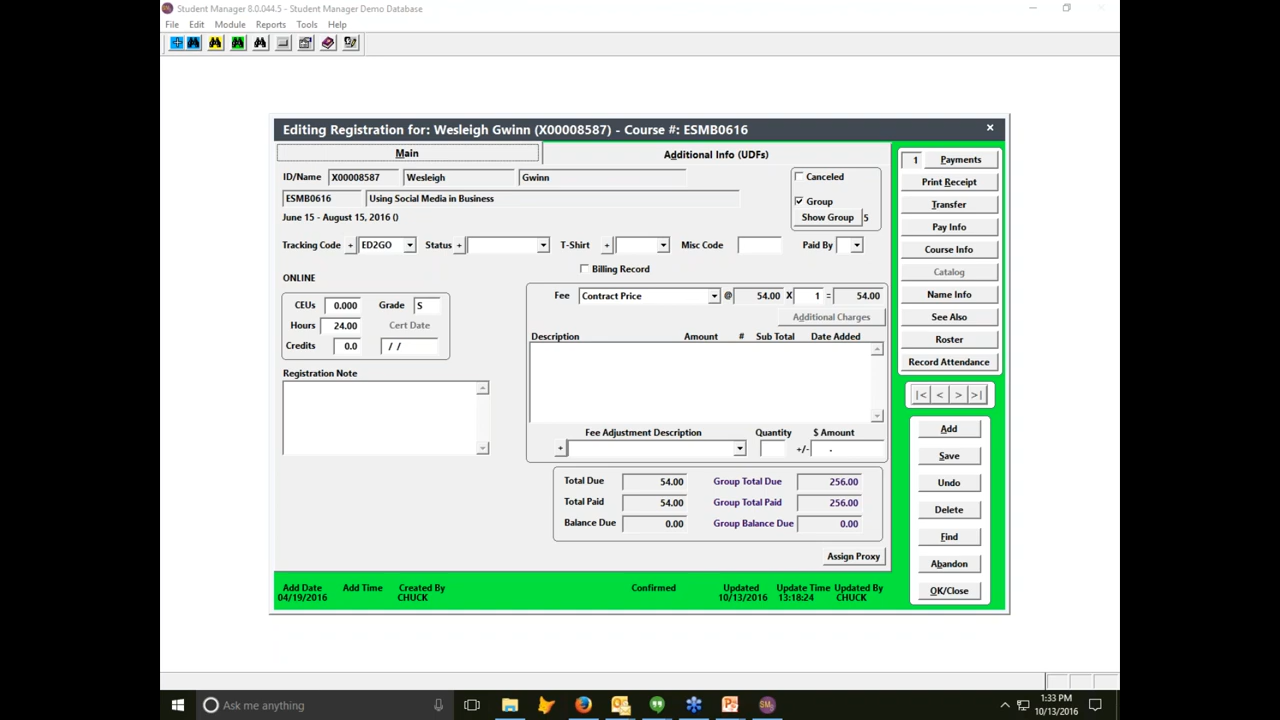 Student Manager 8.0.044.5 - Student Manager Demo Database
File Edit Module Reports Tools Help
Editing Registration for: Wesleigh Gwinn (X00008587) - Course #: ESMB0616
Main Additional Info (UDFs)
ID/Name X00008587 Wesleigh Gwinn
ESMB0616 Using Social Media in Business
June 15 - August 15, 2016 ()
Canceled
Group
Show Group 5
Tracking Code + ED2GO Status + T-Shirt + Misc Code Paid By
Billing Record
ONLINE
CEUs 0.000 Grade S
Hours 24.00 Cert Date
Credits 0.0 / /
Registration Note
Fee Contract Price @ 54.00 X 1 = 54.00
Additional Charges
Description Amount # Sub Total Date Added
Fee Adjustment Description Quantity $ Amount
+ +/- .
Total Due 54.00 Group Total Due 256.00
Total Paid 54.00 Group Total Paid 256.00
Balance Due 0.00 Group Balance Due 0.00
Assign Proxy
Add Date Add Time Created By Confirmed Updated Update Time Updated By
04/19/2016 CHUCK 10/13/2016 13:18:24 CHUCK
1 Payments
Print Receipt
Transfer
Pay Info
Course Info
Catalog
Name Info
See Also
Roster
Record Attendance
|< < > >|
Add
Save
Undo
Delete
Find
Abandon
OK/Close
Ask me anything
1:33 PM
10/13/2016